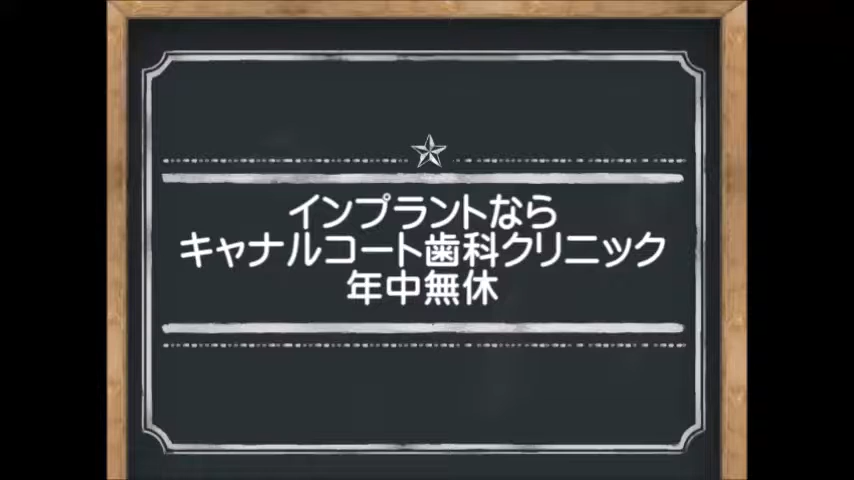 インプラントなら
キャナルコート歯科クリニック
年中無休